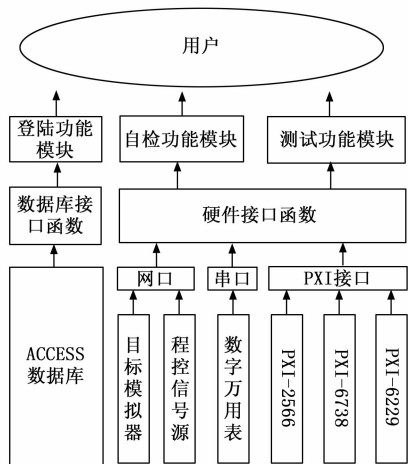 用户
登陆功能
模块
自检功能模块
测试功能模块
数据库接
口函数
硬件接口函数
网口
串口
PXI接口
ACCESS
数据库
目标模拟器
程控信号源
数字万用表
PXI-2566
PXI-6738
PXI-6229